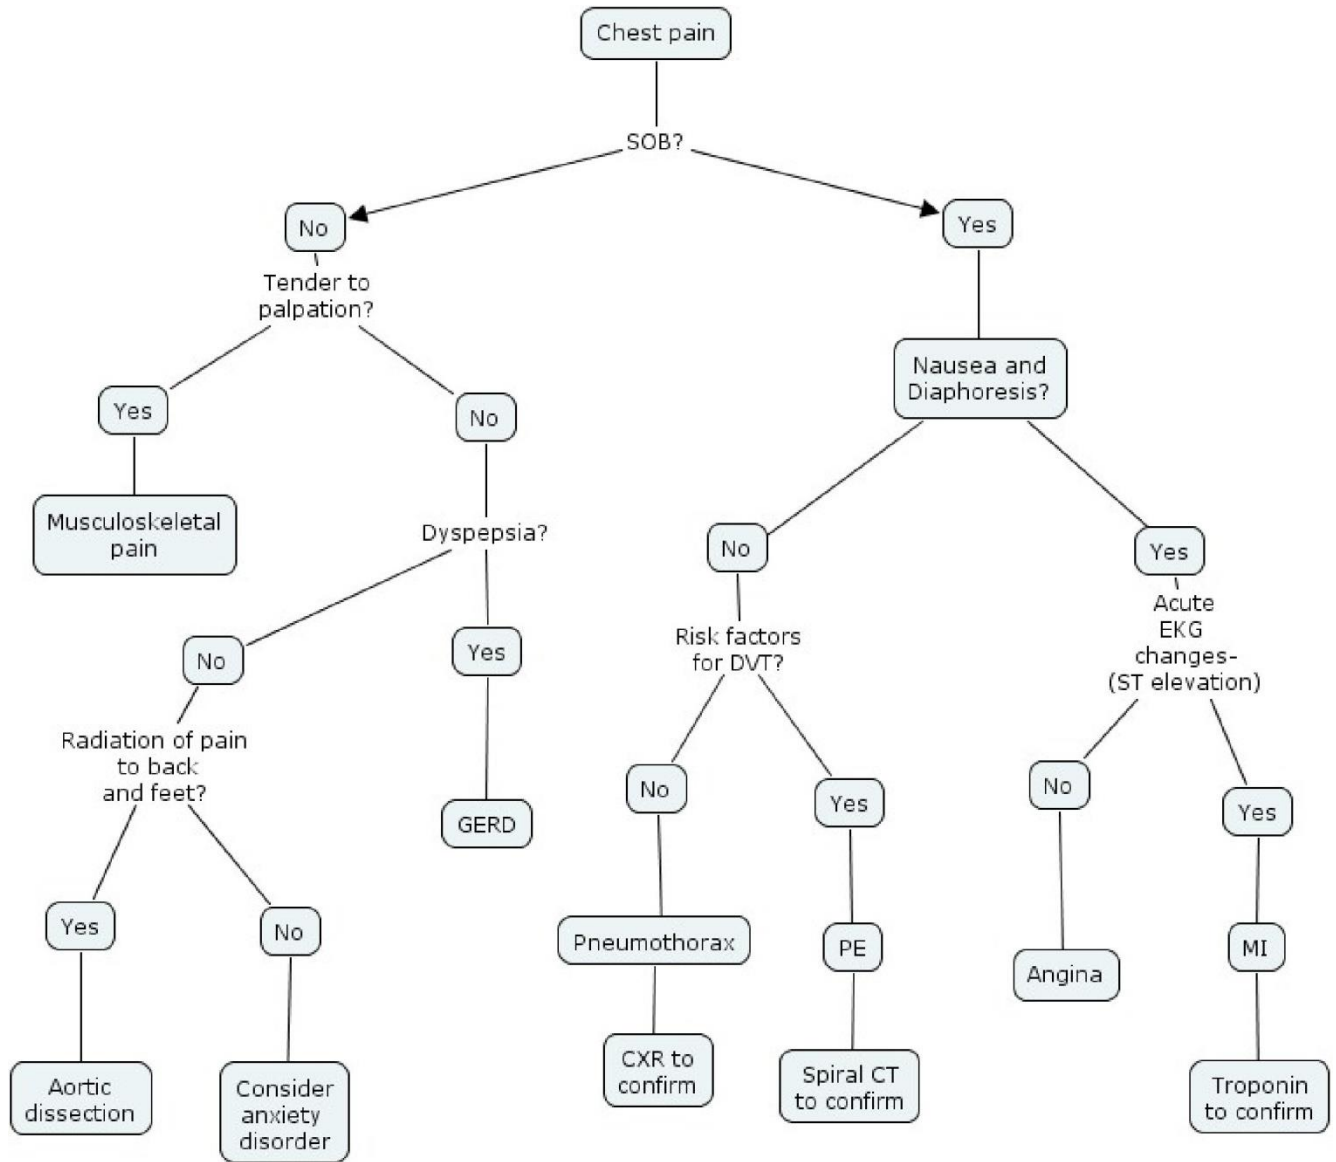 Chest pain
SOB?
No
Yes
Tender to
palpation?
Nausea and
Diaphoresis?
Yes
No
Musculoskeletal
pain
Dyspepsia?
No
Yes
No
Yes
Risk factors
for DVT?
Acute
EKG
changes-
(ST elevation)
Radiation of pain
to back
and feet?
GERD
No
Yes
No
Yes
Yes
No
Pneumothorax
PE
Angina
MI
Aortic
dissection
Consider
anxiety
disorder
CXR to
confirm
Spiral CT
to confirm
Troponin
to confirm